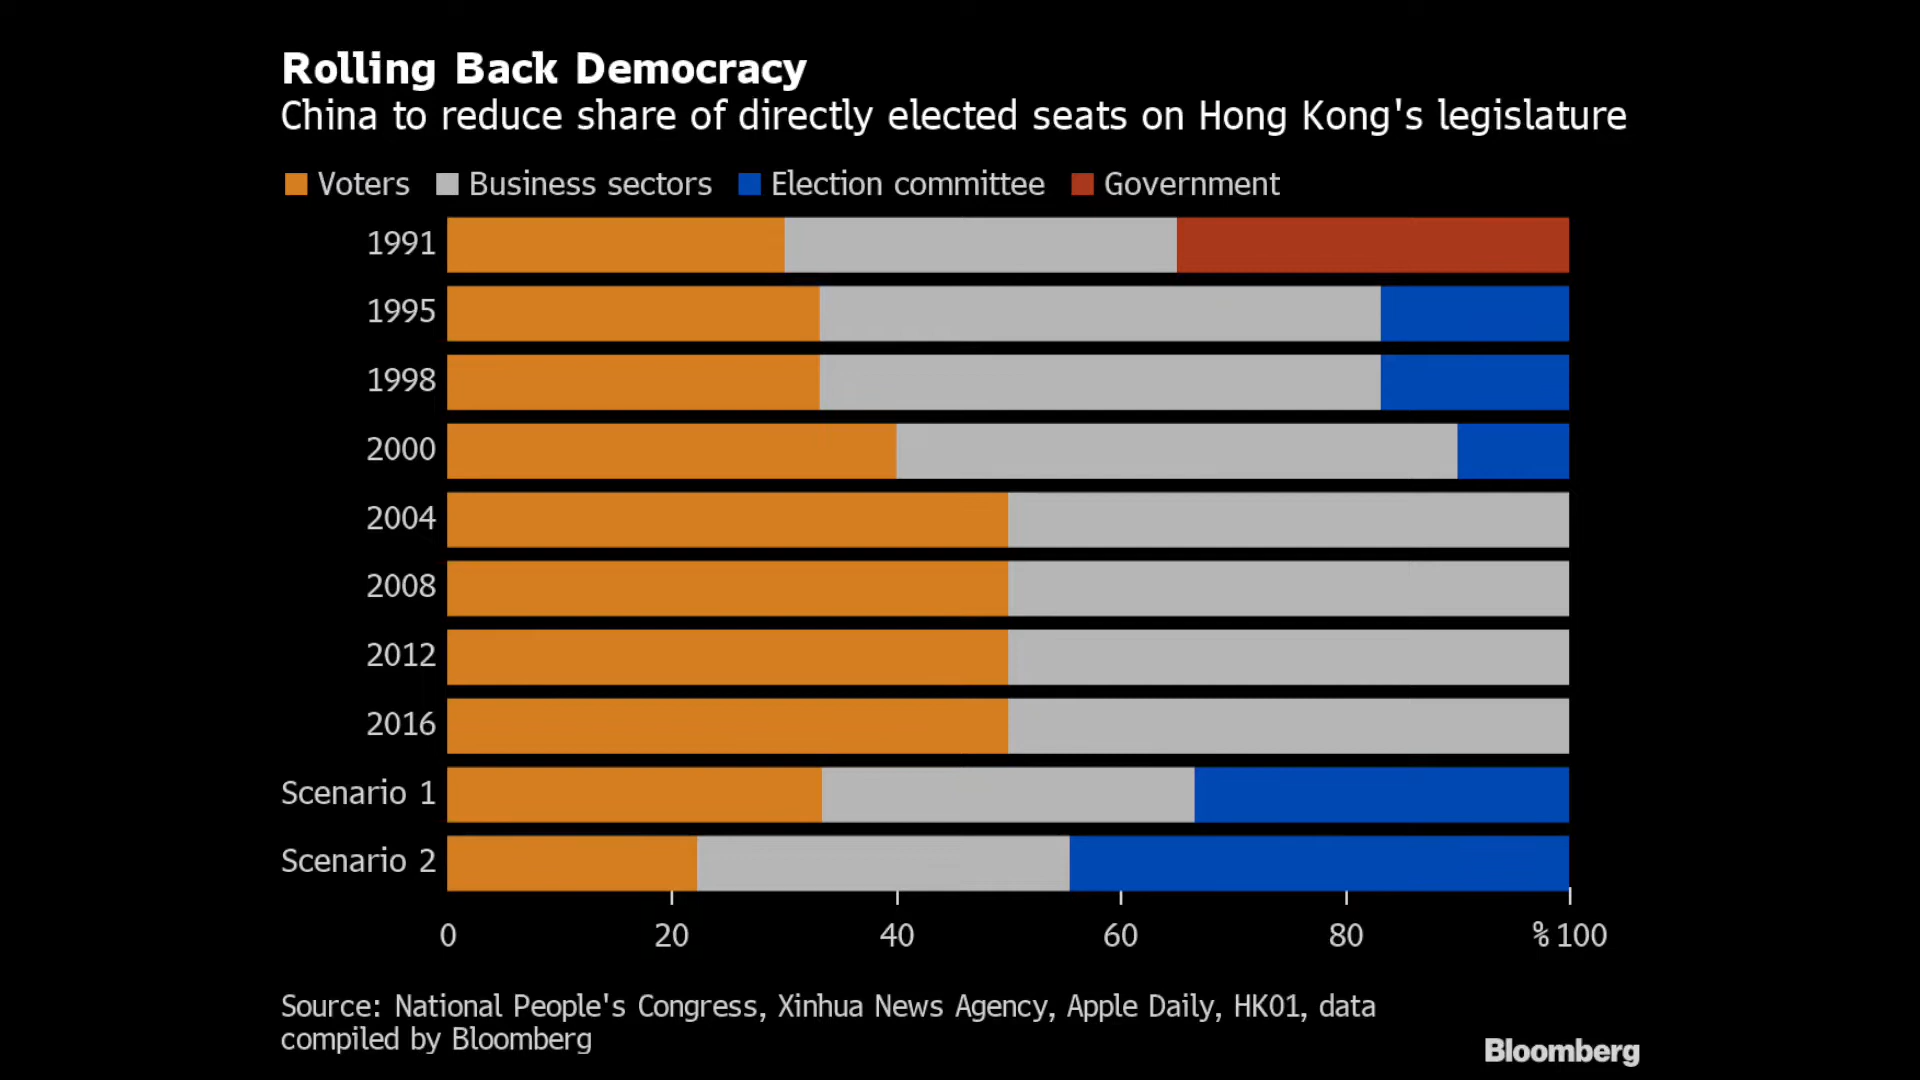 Rolling Back Democracy
China to reduce share of directly elected seats on Hong Kong's legislature
Voters Business sectors Election committee Government
1991
1995
1998
2000
2004
2008
2012
2016
Scenario 1
Scenario 2
0 20 40 60 80 % 100
Source: National People's Congress, Xinhua News Agency, Apple Daily, HK01, data
compiled by Bloomberg
Bloomberg